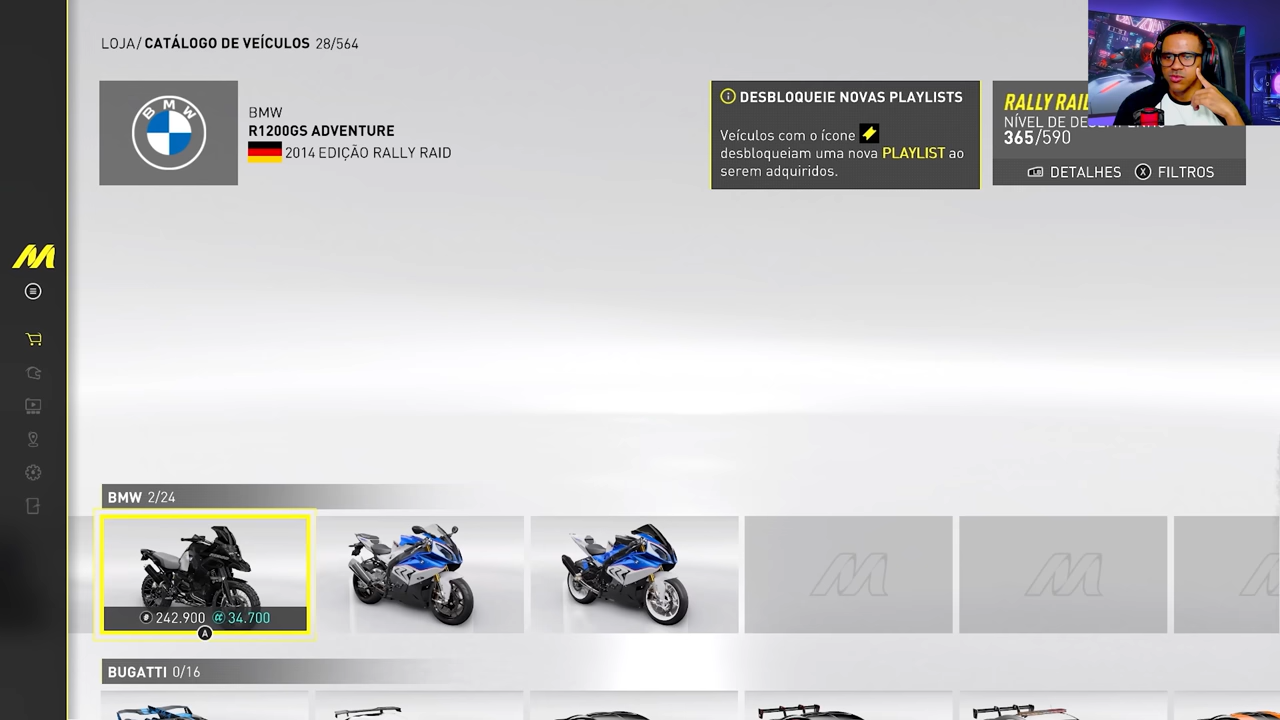 LOJA/CATÁLOGO DE VEÍCULOS 28/564
BMW
BMW
R1200GS ADVENTURE
2014 EDIÇÃO RALLY RAID
DESBLOQUEIE NOVAS PLAYLISTS
Veículos com o ícone
desbloqueiam uma nova PLAYLIST ao
serem adquiridos.
RALLY RAID
NÍVEL DE
365/590
DETALHES X FILTROS
BMW 2/24
242.900 34.700
A
BUGATTI 0/16